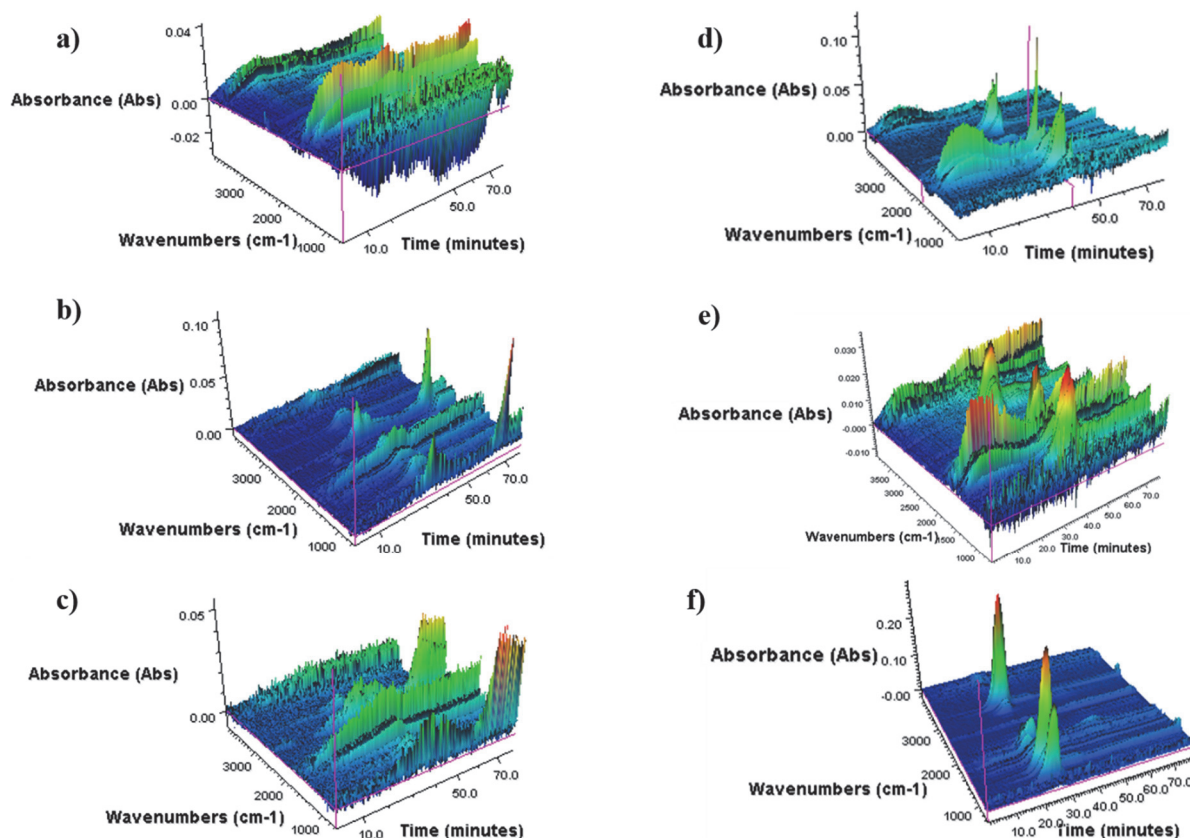 a)
0.04
Absorbance (Abs)
0.00
-0.02
3000
2000
1000
Wavenumbers (cm-1)
10.0
50.0
70.0
Time (minutes)
b)
0.10
0.05
Absorbance (Abs)
0.00
3000
2000
1000
Wavenumbers (cm-1)
10.0
50.0
70.0
Time (minutes)
c)
0.05
Absorbance (Abs)
0.00
3000
2000
1000
Wavenumbers (cm-1)
10.0
50.0
70.0
Time (minutes)
d)
0.10
Absorbance (Abs)
0.05
0.00
3000
2000
1000
Wavenumbers (cm-1)
10.0
50.0
70.0
Time (minutes)
e)
0.030
0.020
0.010
Absorbance (Abs)
-0.000
-0.010
3500
3000
2500
2000
1500
1000
Wavenumbers (cm-1)
10.0
20.0
30.0
40.0
50.0
60.0
70.0
Time (minutes)
f)
0.20
Absorbance (Abs)
0.10
-0.00
3000
2000
1000
Wavenumbers (cm-1)
10.0
20.0
30.0
40.0
50.0
60.0
70.0
Time (minutes)